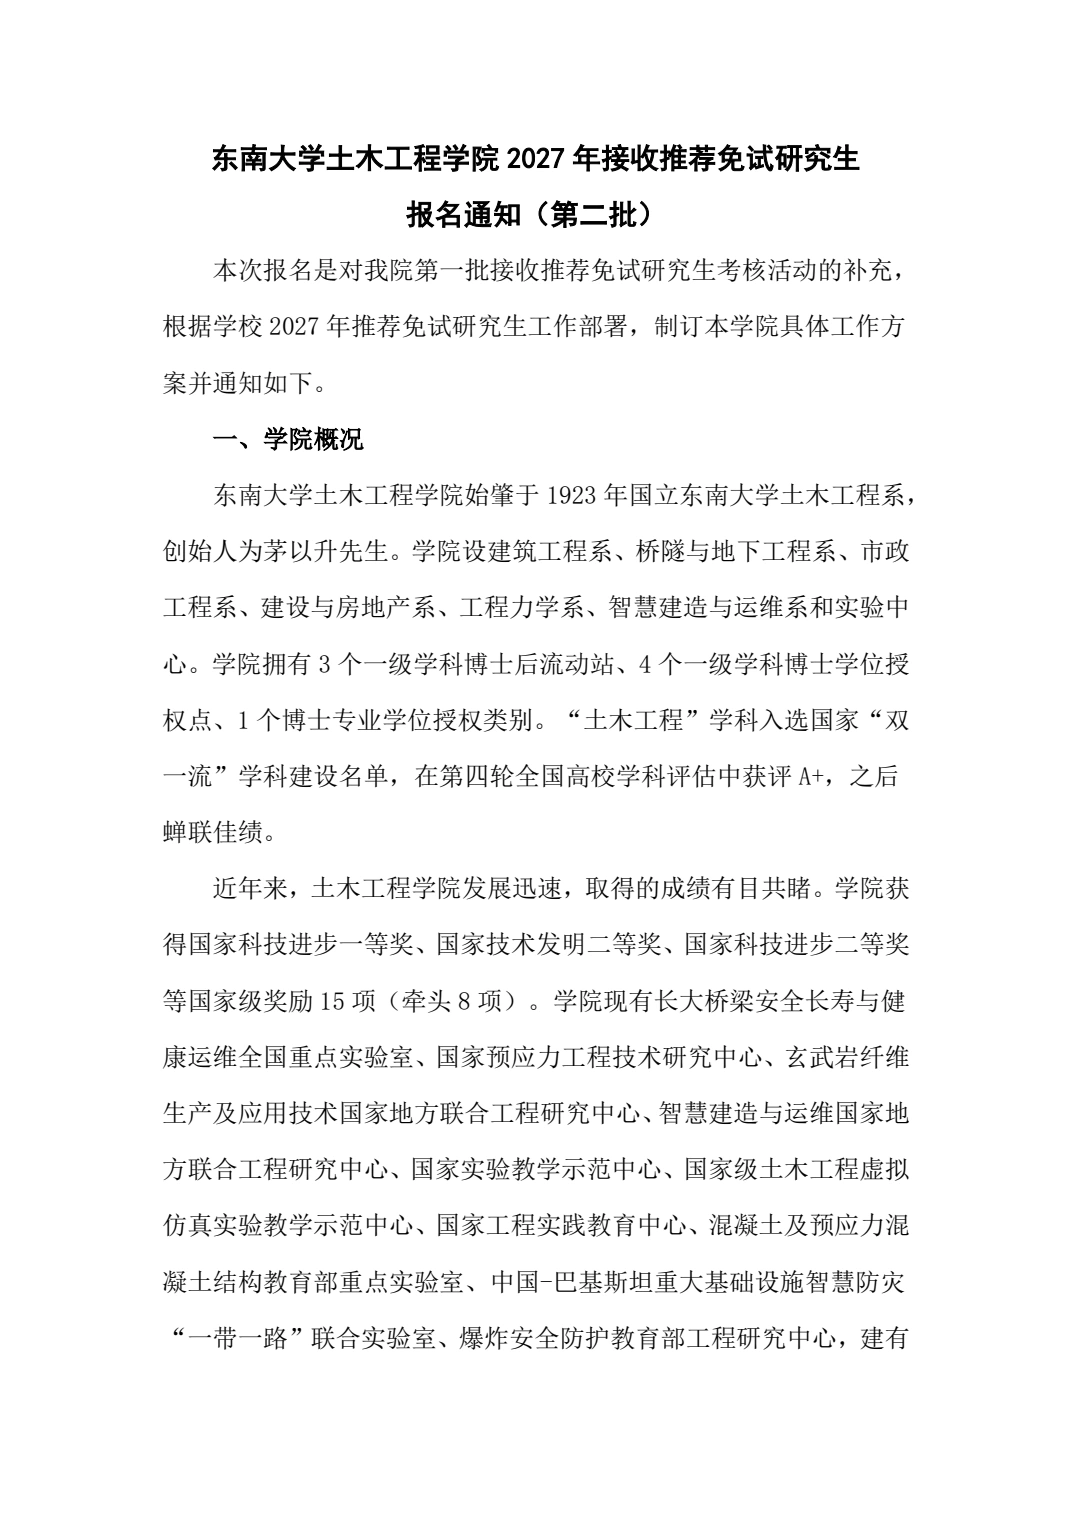 东南大学土木工程学院 2027 年接收推荐免试研究生
报名通知（第二批）
本次报名是对我院第一批接收推荐免试研究生考核活动的补充，
根据学校 2027 年推荐免试研究生工作部署，制订本学院具体工作方
案并通知如下。
一、学院概况
东南大学土木工程学院始肇于 1923 年国立东南大学土木工程系，
创始人为茅以升先生。学院设建筑工程系、桥隧与地下工程系、市政
工程系、建设与房地产系、工程力学系、智慧建造与运维系和实验中
心。学院拥有 3 个一级学科博士后流动站、4 个一级学科博士学位授
权点、1 个博士专业学位授权类别。“土木工程”学科入选国家“双
一流”学科建设名单，在第四轮全国高校学科评估中获评 A+，之后
蝉联佳绩。
近年来，土木工程学院发展迅速，取得的成绩有目共睹。学院获
得国家科技进步一等奖、国家技术发明二等奖、国家科技进步二等奖
等国家级奖励 15 项（牵头 8 项）。学院现有长大桥梁安全长寿与健
康运维全国重点实验室、国家预应力工程技术研究中心、玄武岩纤维
生产及应用技术国家地方联合工程研究中心、智慧建造与运维国家地
方联合工程研究中心、国家实验教学示范中心、国家级土木工程虚拟
仿真实验教学示范中心、国家工程实践教育中心、混凝土及预应力混
凝土结构教育部重点实验室、中国-巴基斯坦重大基础设施智慧防灾
“一带一路”联合实验室、爆炸安全防护教育部工程研究中心，建有